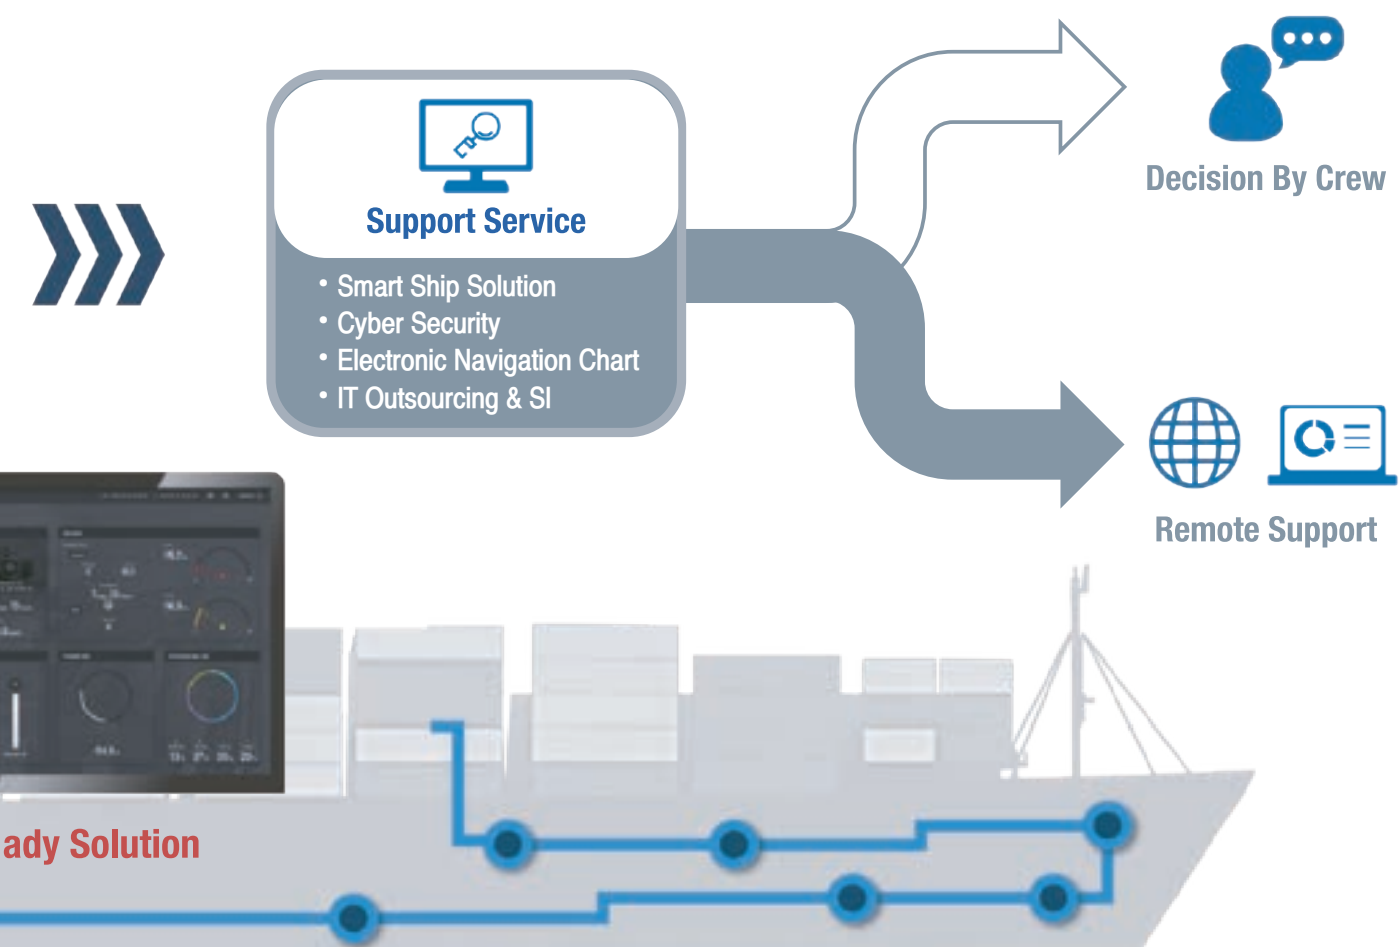 Decision By Crew
Support Service
• Smart Ship Solution
• Cyber Security
• Electronic Navigation Chart
• IT Outsourcing & SI
Remote Support
ady Solution